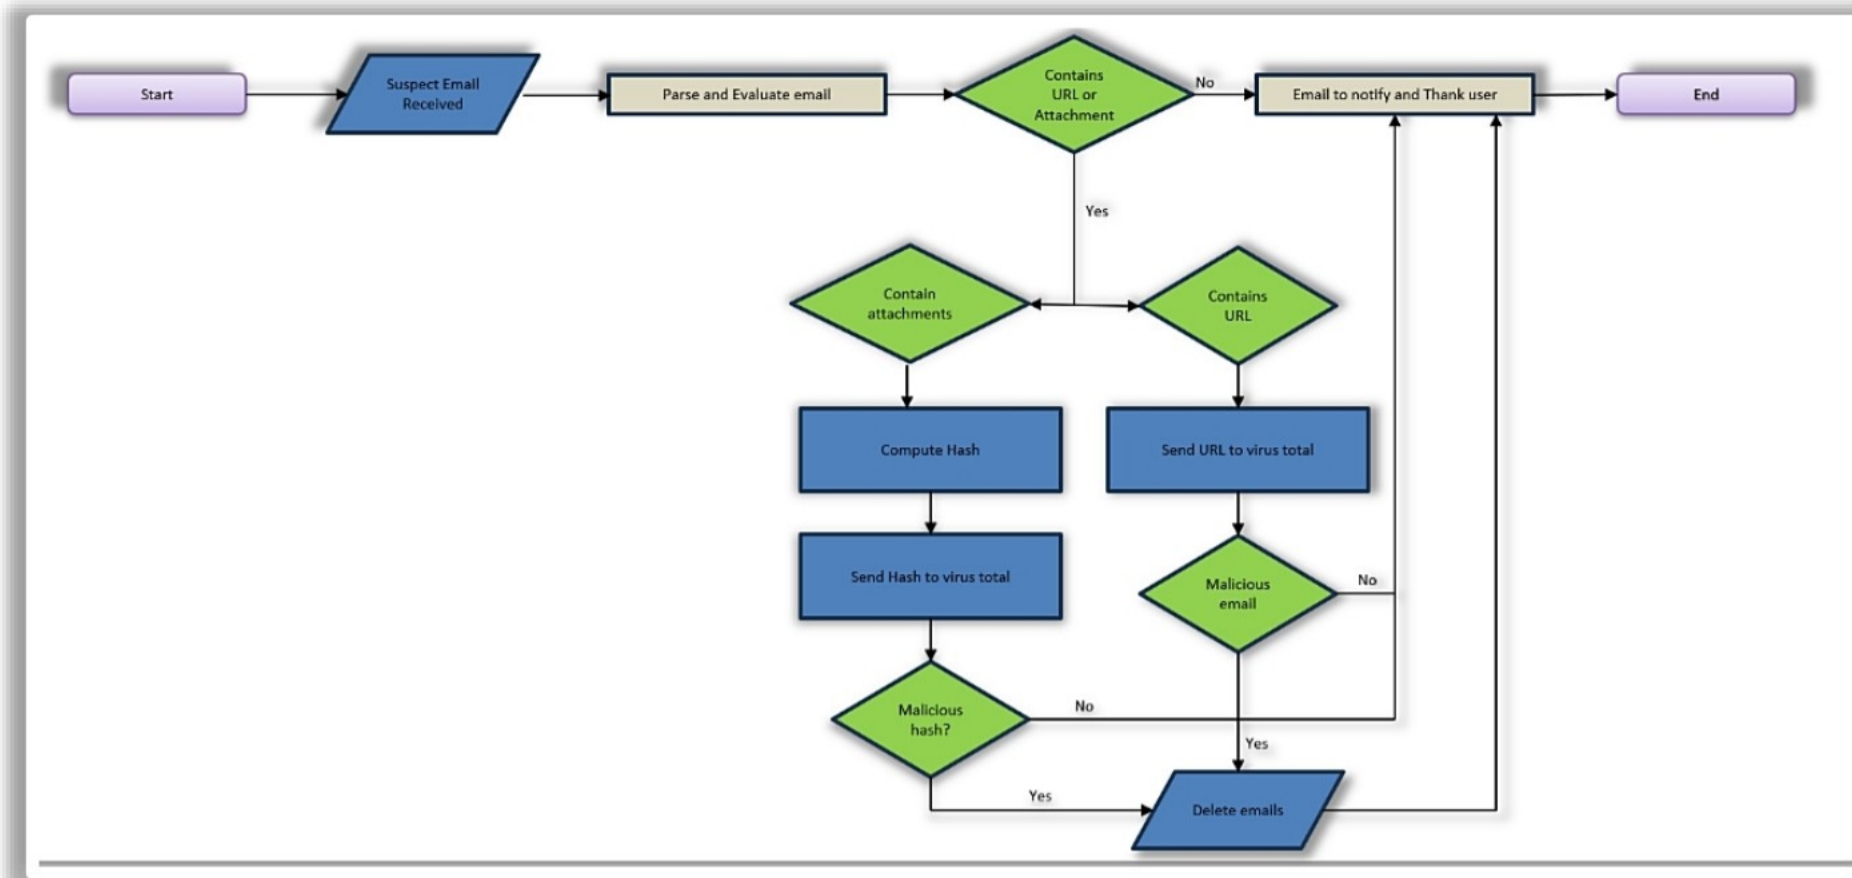 Start
Suspect Email
Received
Parse and Evaluate email
Contains
URL or
Attachment
No
Email to notify and Thank user
End
Yes
Contain
attachments
Contains
URL
Compute Hash
Send URL to virus total
Send Hash to virus total
Malicious
email
No
Malicious
hash?
No
Yes
Yes
Delete emails